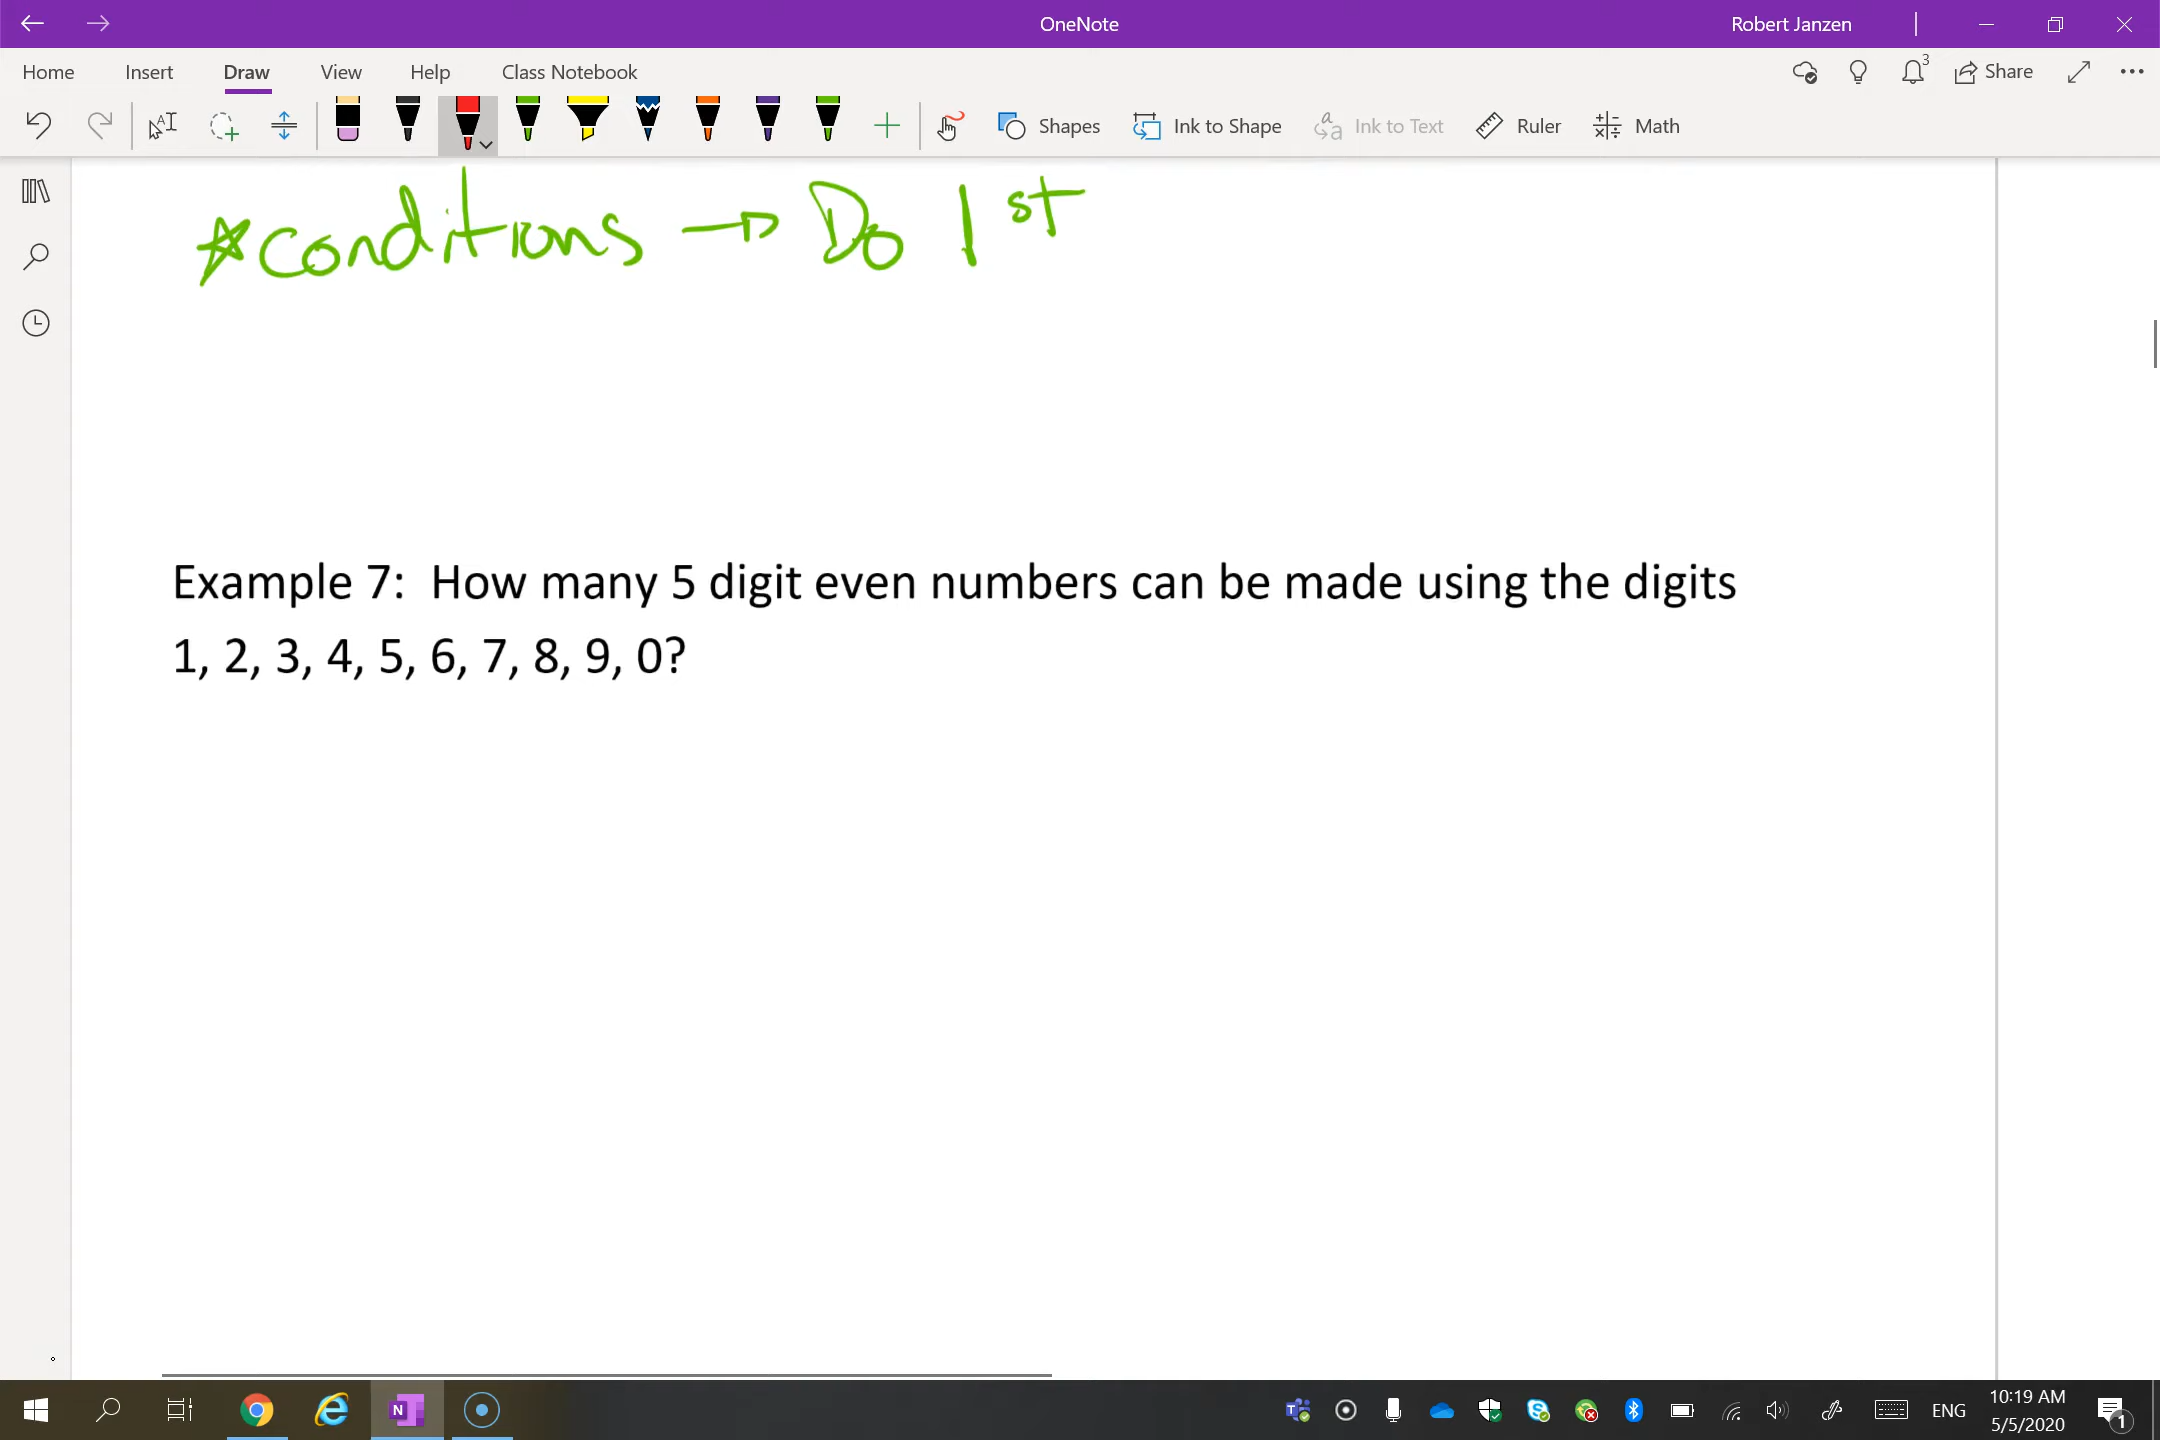 OneNote
Robert Janzen
Home Insert Draw View Help Class Notebook
3
Share
Shapes Ink to Shape Ink to Text Ruler Math
*conditions → Do 1st
Example 7: How many 5 digit even numbers can be made using the digits
1, 2, 3, 4, 5, 6, 7, 8, 9, 0?
ENG
10:19 AM
5/5/2020
1